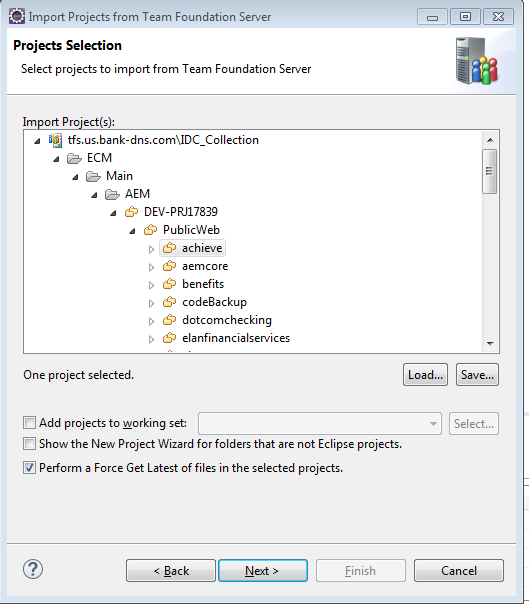 Import Projects from Team Foundation Server
Projects Selection
Select projects to import from Team Foundation Server
Import Project(s):
tfs.us.bank-dns.com\IDC_Collection
ECM
Main
AEM
DEV-PRJ17839
PublicWeb
achieve
aemcore
benefits
codeBackup
dotcomchecking
elanfinancialservices
One project selected.
Load... Save...
Add projects to working set: Select...
Show the New Project Wizard for folders that are not Eclipse projects.
Perform a Force Get Latest of files in the selected projects.
? < Back Next > Finish Cancel